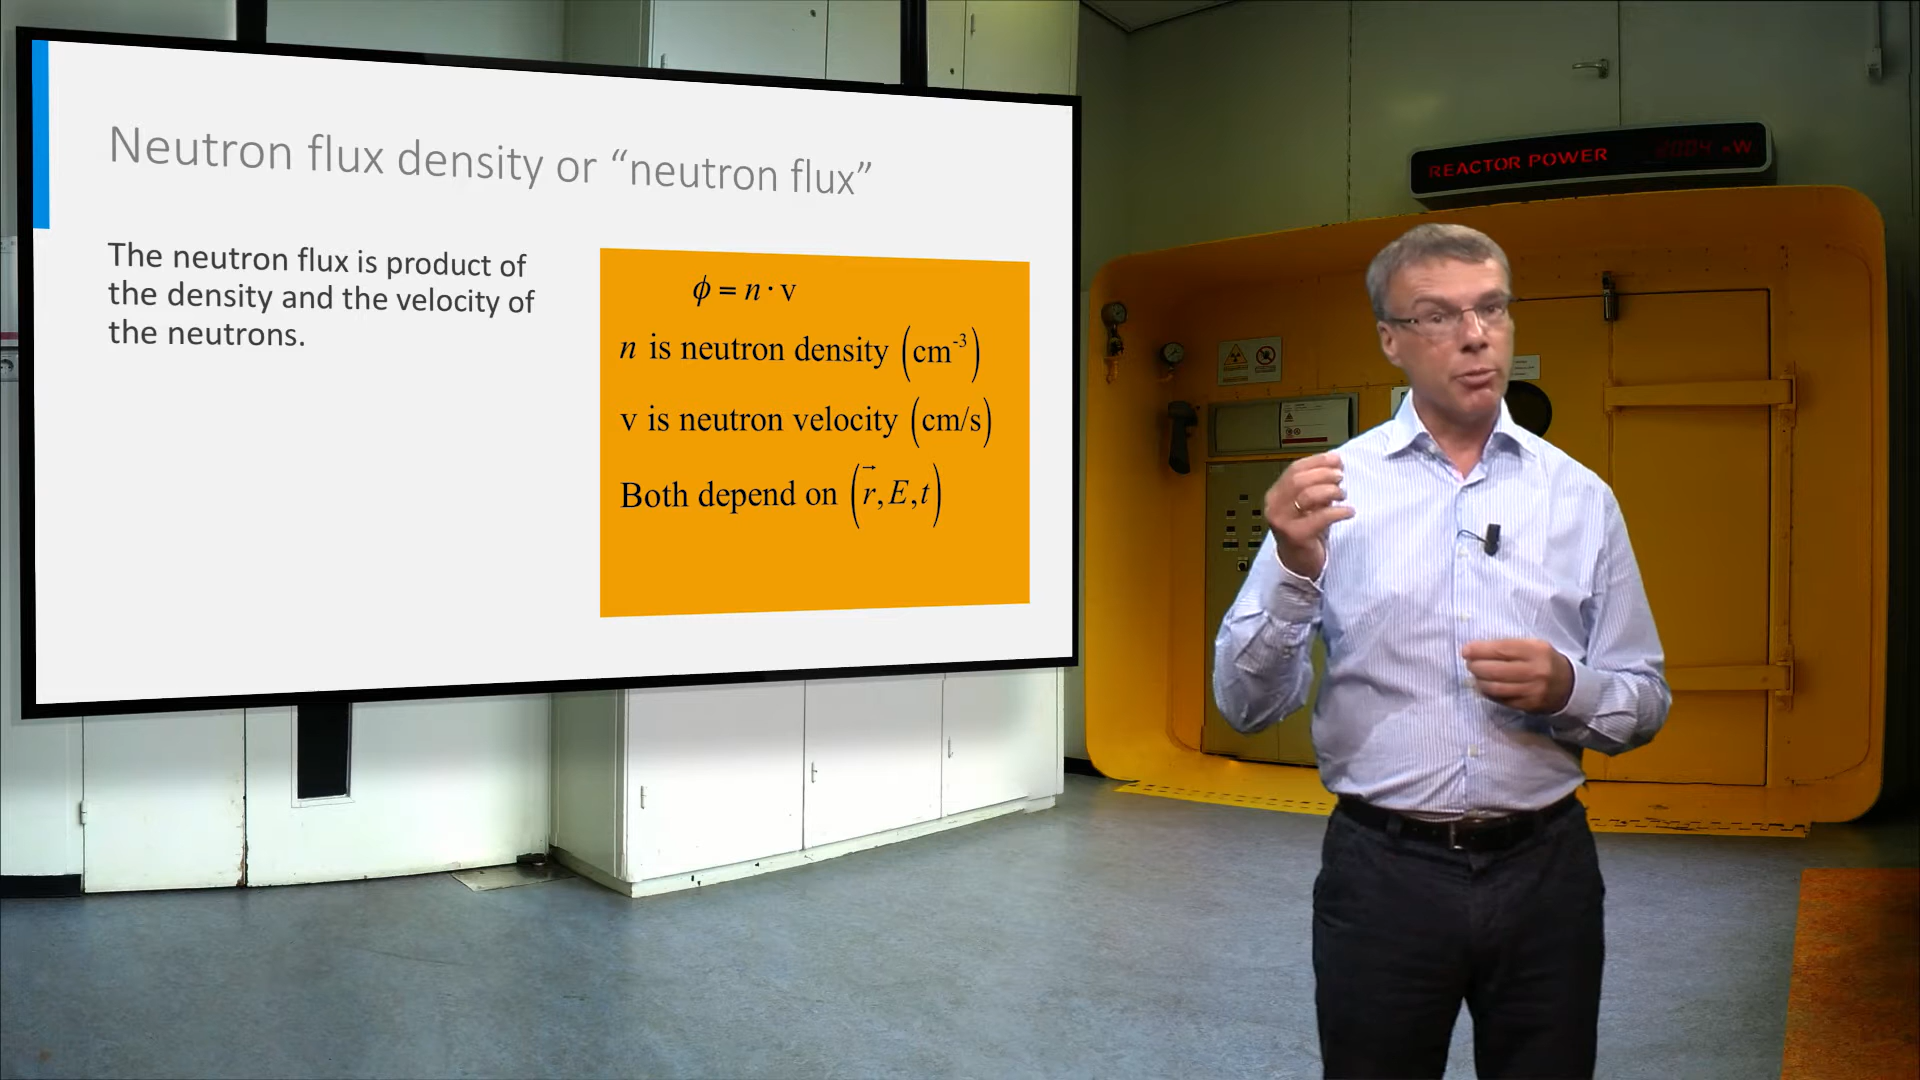 Neutron flux density or “neutron flux”
The neutron flux is product of
the density and the velocity of
the neutrons.
ϕ = n · v
n is neutron density (cm⁻³)
v is neutron velocity (cm/s)
Both depend on (r⃗, E, t)
REACTOR POWER